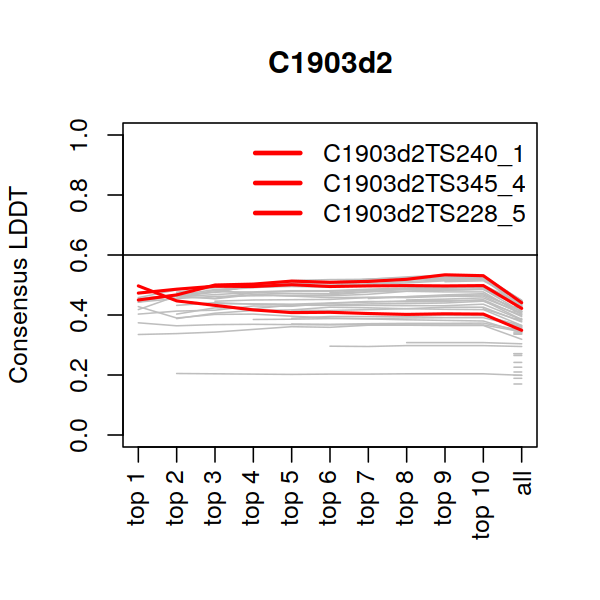 C1903d2
C1903d2TS240_1
C1903d2TS345_4
C1903d2TS228_5
Consensus LDDT
1.0
0.8
0.6
0.4
0.2
0.0
top 1
top 2
top 3
top 4
top 5
top 6
top 7
top 8
top 9
top 10
all